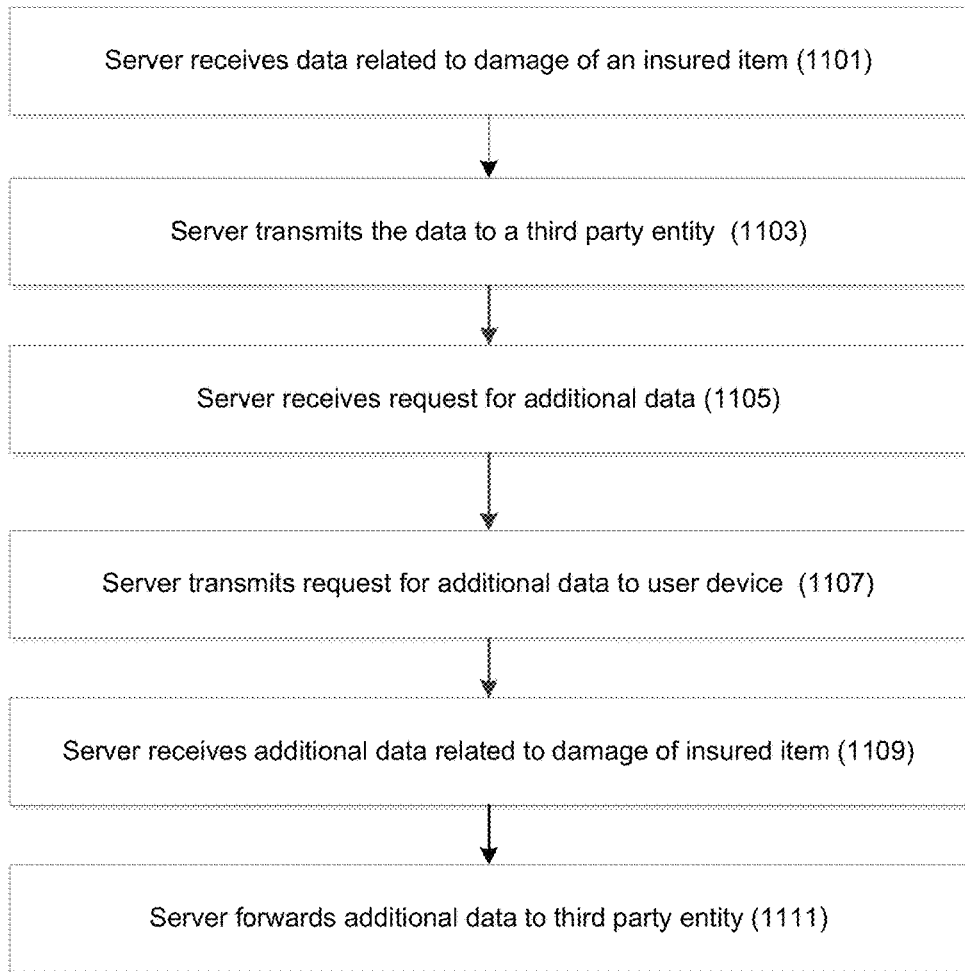 Server receives data related to damage of an insured item (1101)
Server transmits the data to a third party entity (1103)
Server receives request for additional data (1105)
Server transmits request for additional data to user device (1107)
Server receives additional data related to damage of insured item (1109)
Server forwards additional data to third party entity (1111)